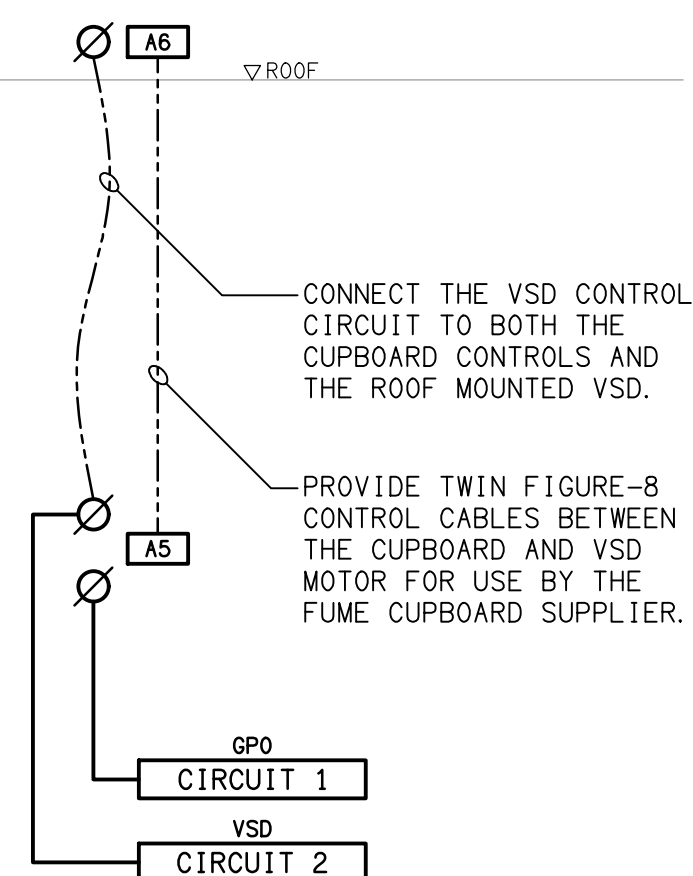 A6
ROOF
CONNECT THE VSD CONTROL
CIRCUIT TO BOTH THE
CUPBOARD CONTROLS AND
THE ROOF MOUNTED VSD.
PROVIDE TWIN FIGURE-8
CONTROL CABLES BETWEEN
THE CUPBOARD AND VSD
MOTOR FOR USE BY THE
FUME CUPBOARD SUPPLIER.
A5
GPO
CIRCUIT 1
VSD
CIRCUIT 2